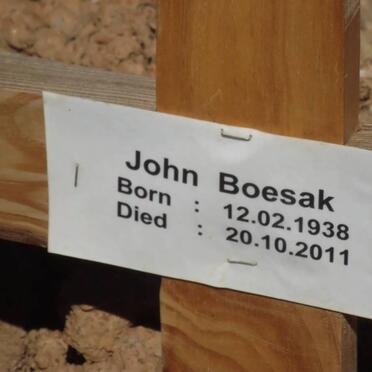 John Boesak
Born : 12.02.1938
Died : 20.10.2011